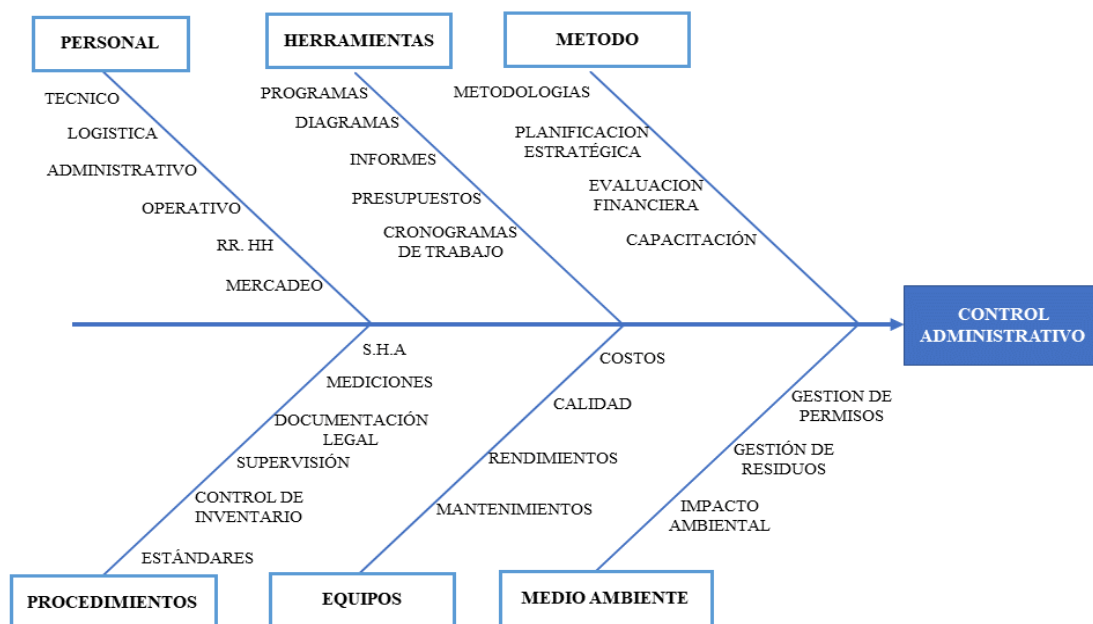 PERSONAL
HERRAMIENTAS
METODO
TECNICO
LOGISTICA
ADMINISTRATIVO
OPERATIVO
RR. HH
MERCADEO
PROGRAMAS
DIAGRAMAS
INFORMES
PRESUPUESTOS
CRONOGRAMAS
DE TRABAJO
METODOLOGIAS
PLANIFICACION
ESTRATÉGICA
EVALUACION
FINANCIERA
CAPACITACIÓN
CONTROL
ADMINISTRATIVO
S.H.A
MEDICIONES
DOCUMENTACIÓN
LEGAL
SUPERVISIÓN
CONTROL DE
INVENTARIO
ESTÁNDARES
COSTOS
CALIDAD
RENDIMIENTOS
MANTENIMIENTOS
GESTION DE
PERMISOS
GESTIÓN DE
RESIDUOS
IMPACTO
AMBIENTAL
PROCEDIMIENTOS
EQUIPOS
MEDIO AMBIENTE